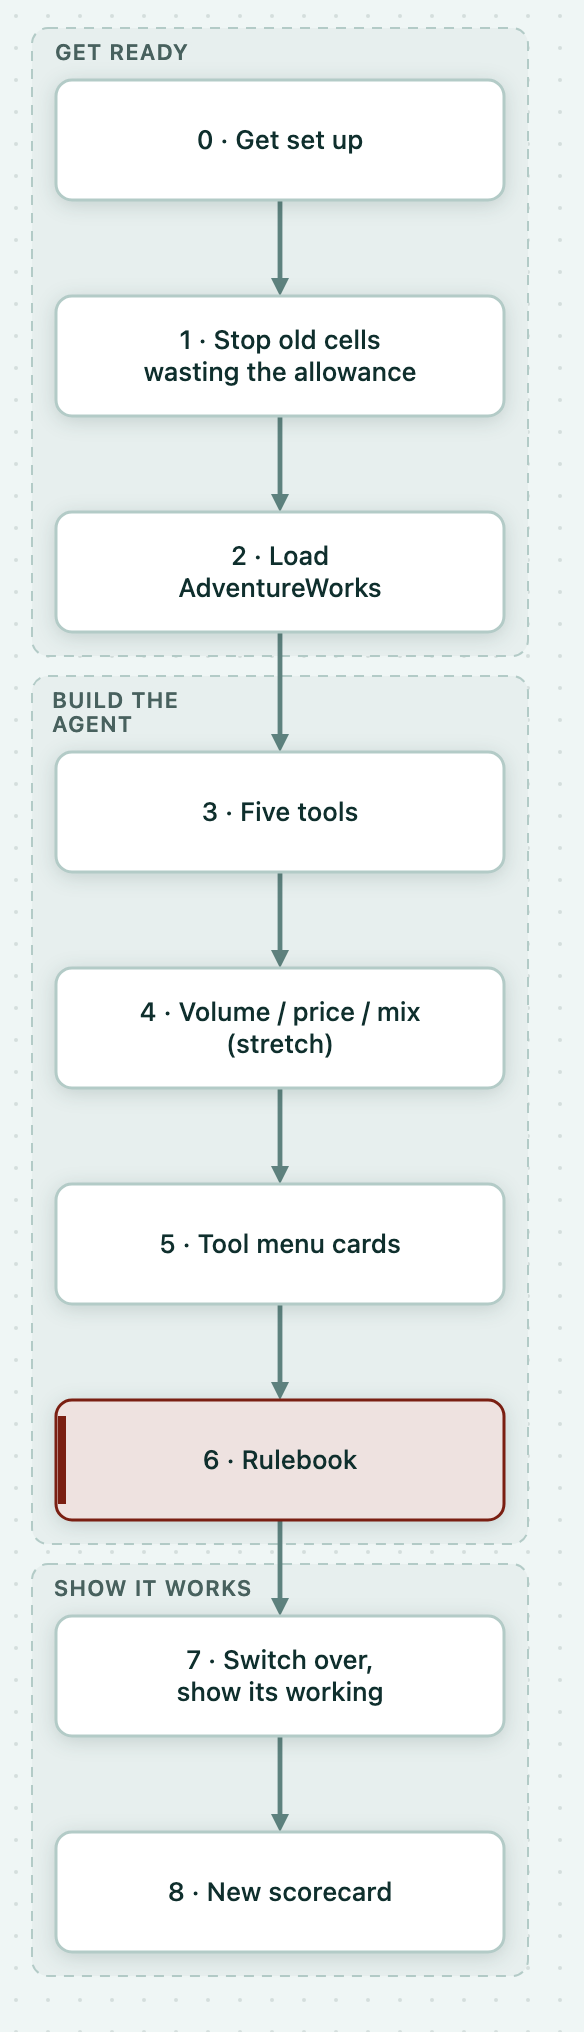 GET READY
0 · Get set up
1 · Stop old cells
wasting the allowance
2 · Load
AdventureWorks
BUILD THE
AGENT
3 · Five tools
4 · Volume / price / mix
(stretch)
5 · Tool menu cards
6 · Rulebook
SHOW IT WORKS
7 · Switch over,
show its working
8 · New scorecard